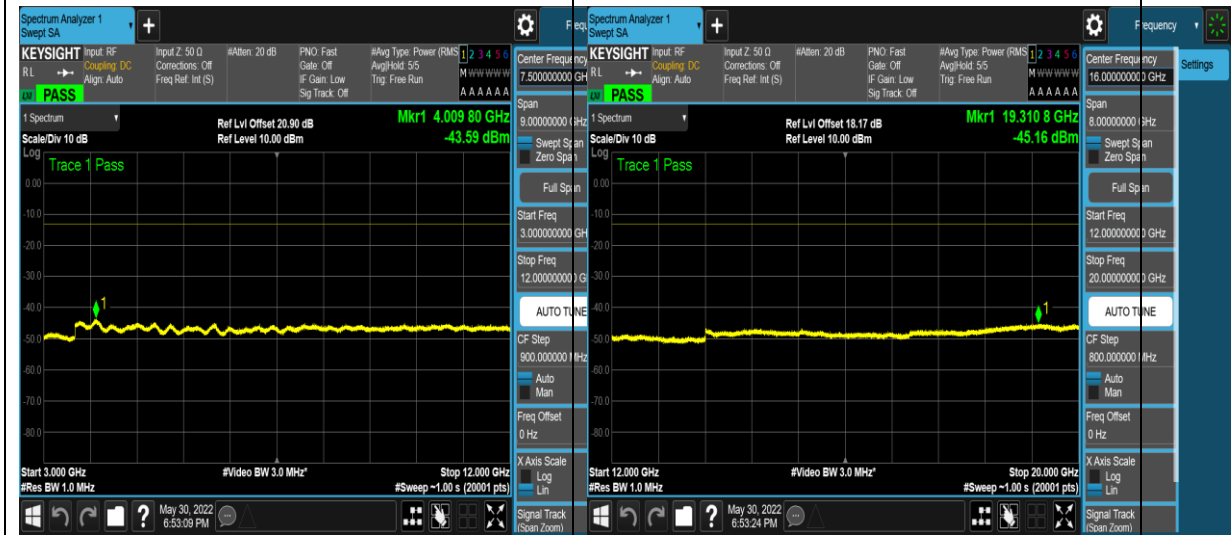 Spectrum Analyzer 1
Swept SA
KEYSIGHT
RL
Input: RF
Coupling: DC
Align: Auto
Input Z: 50 Ω
Corrections: Off
Freq Ref: Int (S)
#Atten: 20 dB
PNO: Fast
Gate: Off
IF Gain: Low
Sig Track: Off
#Avg Type: Power (RMS
Avg|Hold: 5/5
Trig: Free Run
1 2 3 4 5 6
M W W W W W
A A A A A A
LXI PASS
1 Spectrum
Scale/Div 10 dB
Ref Lvl Offset 20.90 dB
Ref Level 10.00 dBm
Mkr1 4.009 80 GHz
-43.59 dBm
Log
Trace 1 Pass
0.00
-10.0
-20.0
-30.0
-40.0
-50.0
-60.0
-70.0
-80.0
1
Start 3.000 GHz
#Res BW 1.0 MHz
#Video BW 3.0 MHz*
Stop 12.000 GHz
#Sweep ~1.00 s (20001 pts)
May 30, 2022
6:53:09 PM
Frequ
Center Frequency
7.500000000 GH
Span
9.00000000 GHz
Swept Span
Zero Span
Full Span
Start Freq
3.000000000 GH
Stop Freq
12.000000000 G
AUTO TUNE
CF Step
900.000000 MHz
Auto
Man
Freq Offset
0 Hz
X Axis Scale
Log
Lin
Signal Track
(Span Zoom)
Spectrum Analyzer 1
Swept SA
KEYSIGHT
RL
Input: RF
Coupling: DC
Align: Auto
Input Z: 50 Ω
Corrections: Off
Freq Ref: Int (S)
#Atten: 20 dB
PNO: Fast
Gate: Off
IF Gain: Low
Sig Track: Off
#Avg Type: Power (RMS
Avg|Hold: 5/5
Trig: Free Run
1 2 3 4 5 6
M W W W W W
A A A A A A
LXI PASS
1 Spectrum
Scale/Div 10 dB
Ref Lvl Offset 18.17 dB
Ref Level 10.00 dBm
Mkr1 19.310 8 GHz
-45.16 dBm
Log
Trace 1 Pass
0.00
-10.0
-20.0
-30.0
-40.0
-50.0
-60.0
-70.0
-80.0
1
Start 12.000 GHz
#Res BW 1.0 MHz
#Video BW 3.0 MHz*
Stop 20.000 GHz
#Sweep ~1.00 s (20001 pts)
May 30, 2022
6:53:24 PM
Frequency
Settings
Center Frequency
16.000000000 GHz
Span
8.00000000 GHz
Swept Span
Zero Span
Full Span
Start Freq
12.000000000 GHz
Stop Freq
20.000000000 GHz
AUTO TUNE
CF Step
800.000000 MHz
Auto
Man
Freq Offset
0 Hz
X Axis Scale
Log
Lin
Signal Track
(Span Zoom)